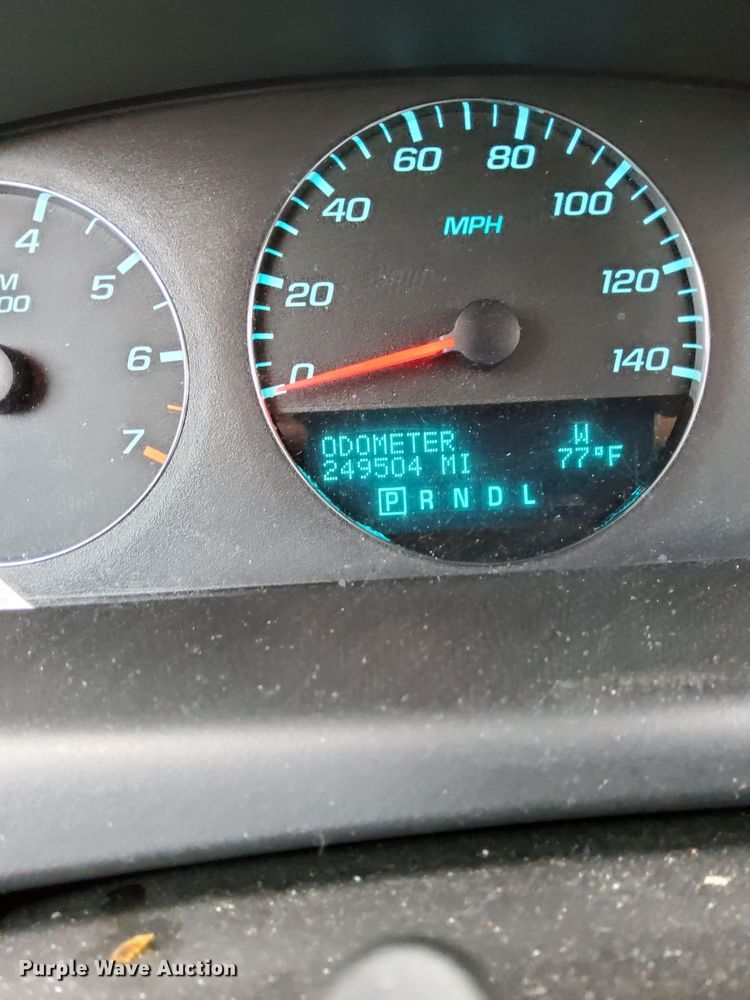 60 80
40 100
MPH
20 120
0 140
4
5
6
7
M
00
ODOMETER W
249504 MI 77°F
P R N D L
Purple Wave Auction